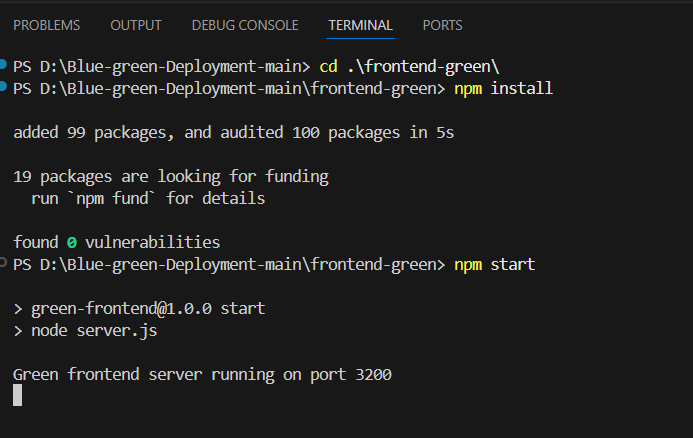 PROBLEMS OUTPUT DEBUG CONSOLE TERMINAL PORTS
PS D:\Blue-green-Deployment-main> cd .\frontend-green\
PS D:\Blue-green-Deployment-main\frontend-green> npm install
added 99 packages, and audited 100 packages in 5s
19 packages are looking for funding
  run `npm fund` for details
found 0 vulnerabilities
PS D:\Blue-green-Deployment-main\frontend-green> npm start
> green-frontend@1.0.0 start
> node server.js
Green frontend server running on port 3200